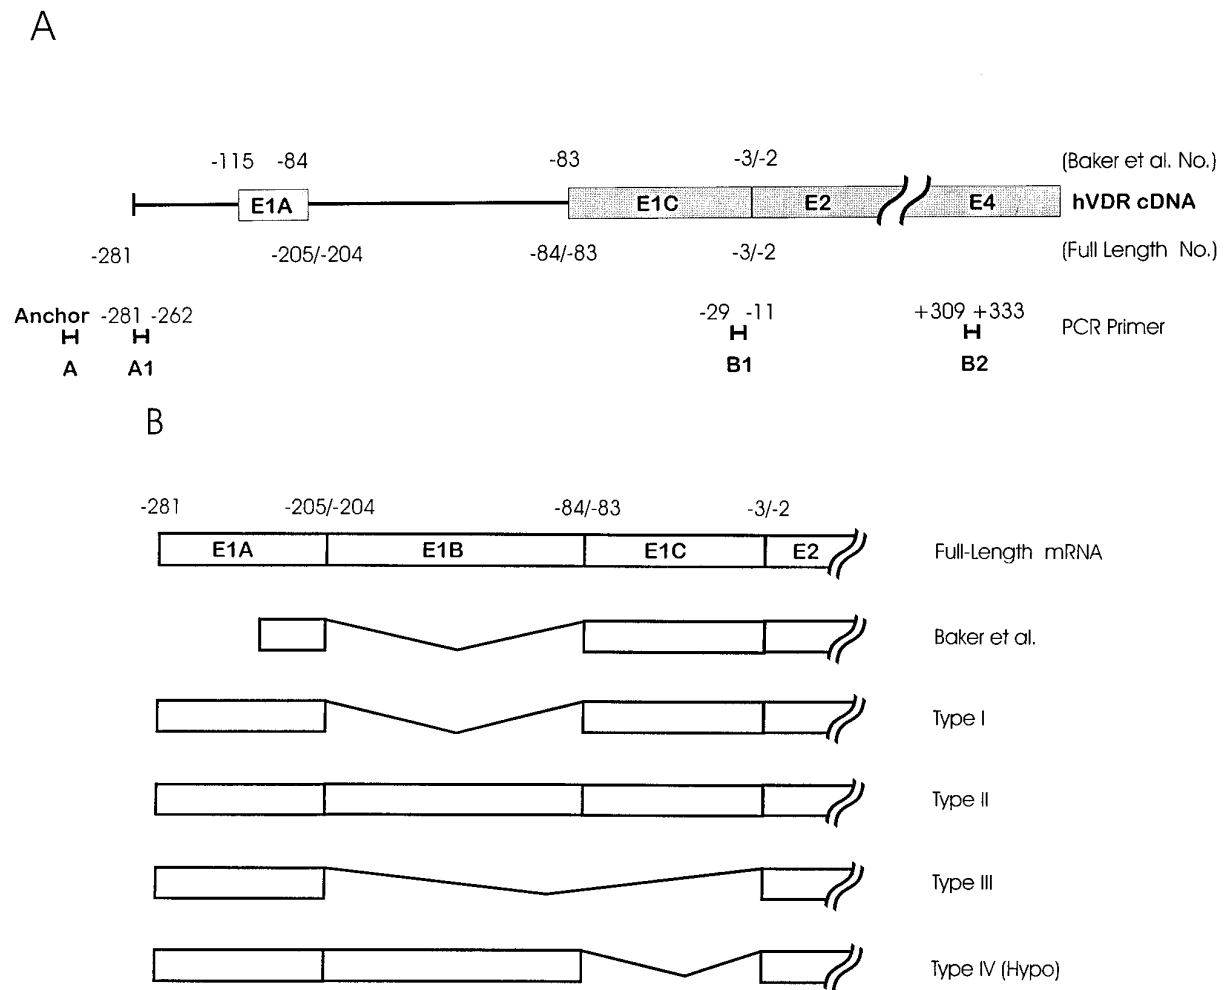 A
-115 -84 -83 -3/-2 (Baker et al. No.)
E1A E1C E2 E4 hVDR cDNA
-281 -205/-204 -84/-83 -3/-2 (Full Length No.)
Anchor -281 -262 -29 -11 +309 +333 PCR Primer
A A1 B1 B2
B
-281 -205/-204 -84/-83 -3/-2
E1A E1B E1C E2 Full-Length mRNA
Baker et al.
Type I
Type II
Type III
Type IV (Hypo)